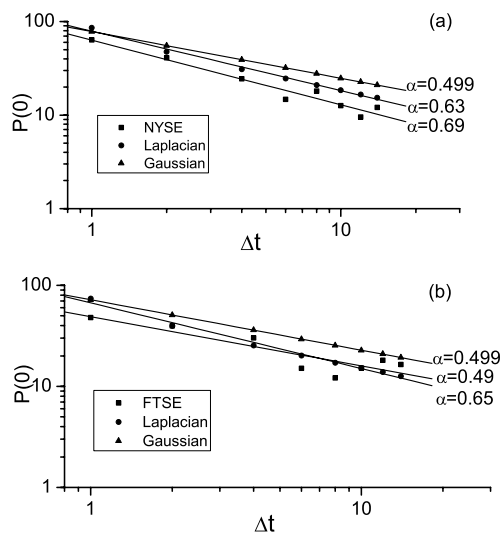 (a)
100
10
1
P(0)
α=0.499
α=0.63
α=0.69
NYSE
Laplacian
Gaussian
1
10
Δt
(b)
100
10
1
P(0)
α=0.499
α=0.49
α=0.65
FTSE
Laplacian
Gaussian
1
10
Δt